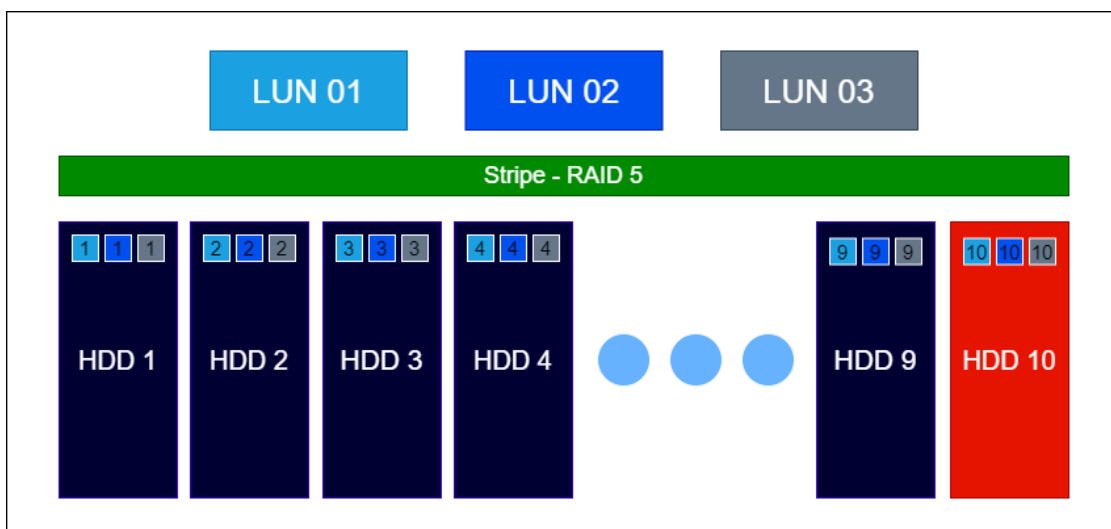 LUN 01
LUN 02
LUN 03
Stripe - RAID 5
1 1 1
2 2 2
3 3 3
4 4 4
9 9 9
10 10 10
HDD 1
HDD 2
HDD 3
HDD 4
HDD 9
HDD 10